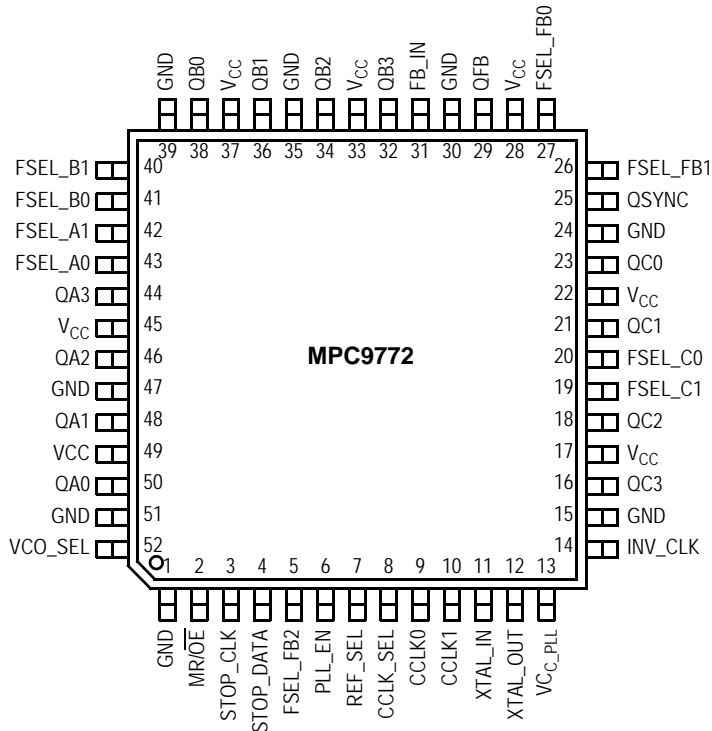 GND QB0 VCC QB1 GND QB2 VCC QB3 FB_IN GND QFB VCC FSEL_FB0
39 38 37 36 35 34 33 32 31 30 29 28 27
FSEL_B1 40 26 FSEL_FB1
FSEL_B0 41 25 QSYNC
FSEL_A1 42 24 GND
FSEL_A0 43 23 QC0
QA3 44 22 VCC
VCC 45 21 QC1
QA2 46 MPC9772 20 FSEL_C0
GND 47 19 FSEL_C1
QA1 48 18 QC2
VCC 49 17 VCC
QA0 50 16 QC3
GND 51 15 GND
VCO_SEL 52 14 INV_CLK
1 2 3 4 5 6 7 8 9 10 11 12 13
GND MR/OE STOP_CLK STOP_DATA FSEL_FB2 PLL_EN REF_SEL CCLK_SEL CCLK0 CCLK1 XTAL_IN XTAL_OUT VCC_PLL